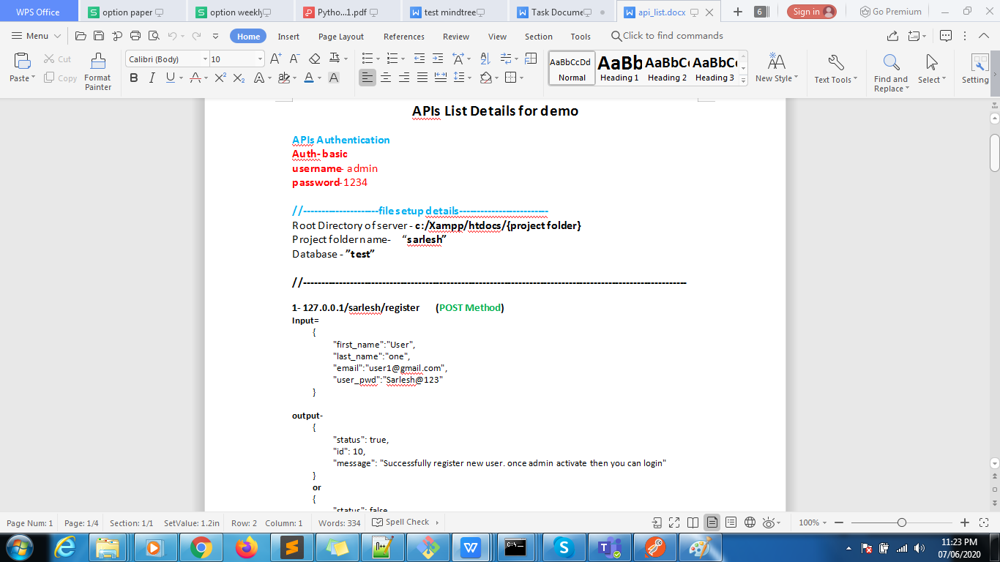 WPS Office
option paper
option weekly
Pytho...1.pdf
test mindtree
Task Docume
api_list.docx
6
Sign in
Go Premium
Menu
Home
Insert
Page Layout
References
Review
View
Section
Tools
Click to find commands
Paste
Cut
Copy
Format Painter
Calibri (Body)
10
AaBbCcDd
Normal
AaBb
Heading 1
AaBbC
Heading 2
AaBbC
Heading 3
New Style
Text Tools
Find and Replace
Select
Setting
APIs List Details for demo
APIs Authentication
Auth- basic
username- admin
password-1234
//---------------------file setup details-------------------------
Root Directory of server - c:/Xampp/htdocs/{project folder}
Project folder name- “sarlesh”
Database - ”test”
//-----------------------------------------------------------------------------------------------------------
1- 127.0.0.1/sarlesh/register (POST Method)
Input=
{
"first_name":"User",
"last_name":"one",
"email":"user1@gmail.com",
"user_pwd":"Sarlesh@123"
}
output-
{
"status": true,
"id": 10,
"message": "Successfully register new user. once admin activate then you can login"
}
or
{
"status": false
Page Num: 1
Page: 1/4
Section: 1/1
SetValue: 1.2in
Row: 2
Column: 1
Words: 334
Spell Check
100%
11:23 PM
07/06/2020